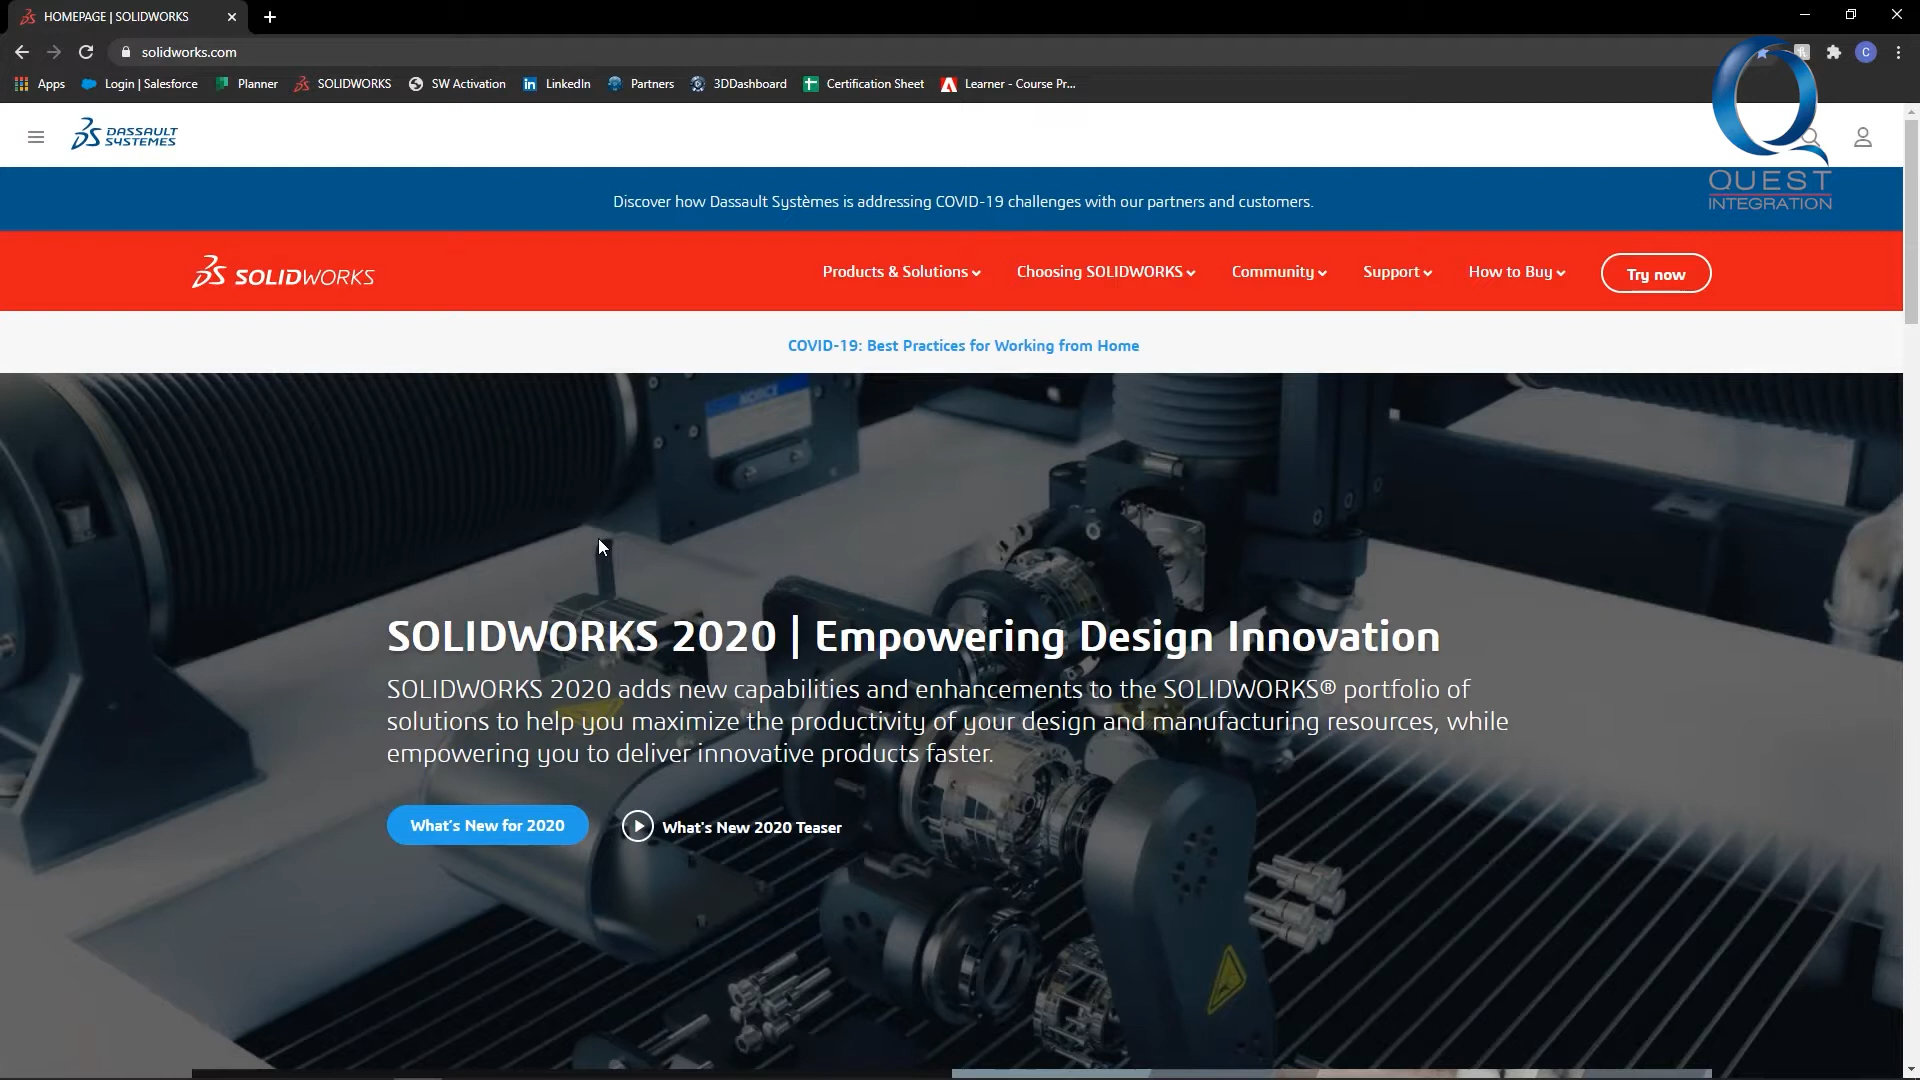 HOMEPAGE | SOLIDWORKS
solidworks.com
C
Apps
Login | Salesforce
Planner
SOLIDWORKS
SW Activation
LinkedIn
Partners
3DDashboard
Certification Sheet
Learner - Course Pr...
DASSAULT
SYSTEMES
QUEST
INTEGRATION
Discover how Dassault Systèmes is addressing COVID-19 challenges with our partners and customers.
SOLIDWORKS
Products & Solutions
Choosing SOLIDWORKS
Community
Support
How to Buy
Try now
COVID-19: Best Practices for Working from Home
NOTICE
SOLIDWORKS 2020 | Empowering Design Innovation
SOLIDWORKS 2020 adds new capabilities and enhancements to the SOLIDWORKS® portfolio of
solutions to help you maximize the productivity of your design and manufacturing resources, while
empowering you to deliver innovative products faster.
What's New for 2020
What's New 2020 Teaser